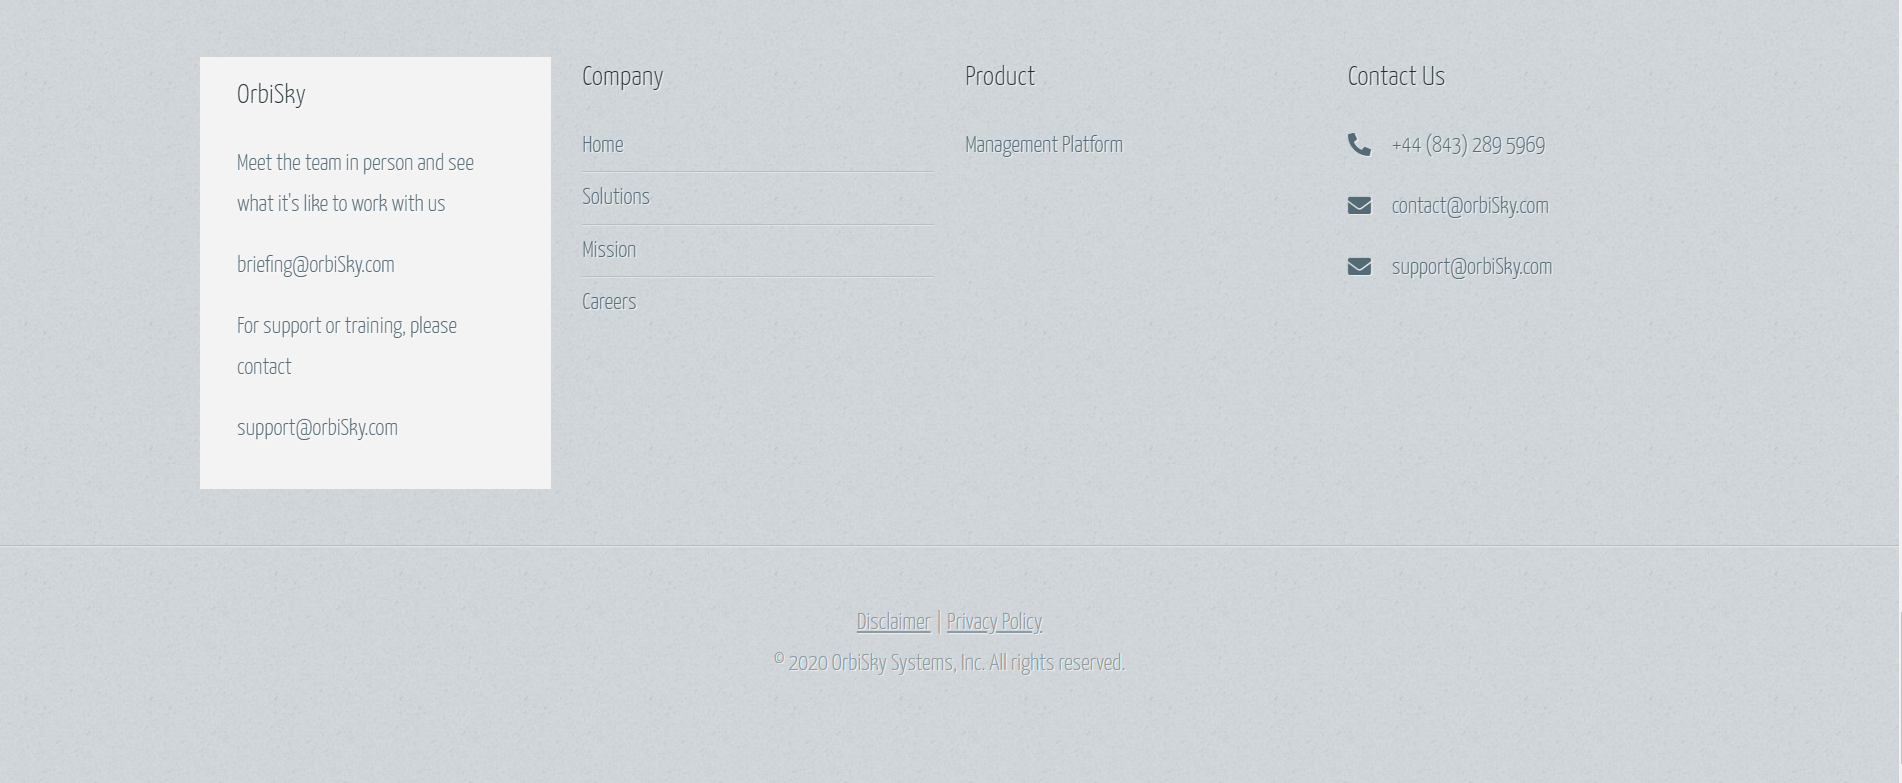 OrbiSky
Meet the team in person and see
what it's like to work with us
briefing@orbiSky.com
For support or training, please
contact
support@orbiSky.com
Company
Home
Solutions
Mission
Careers
Product
Management Platform
Contact Us
+44 (843) 289 5969
contact@orbiSky.com
support@orbiSky.com
Disclaimer | Privacy Policy
© 2020 OrbiSky Systems, Inc. All rights reserved.